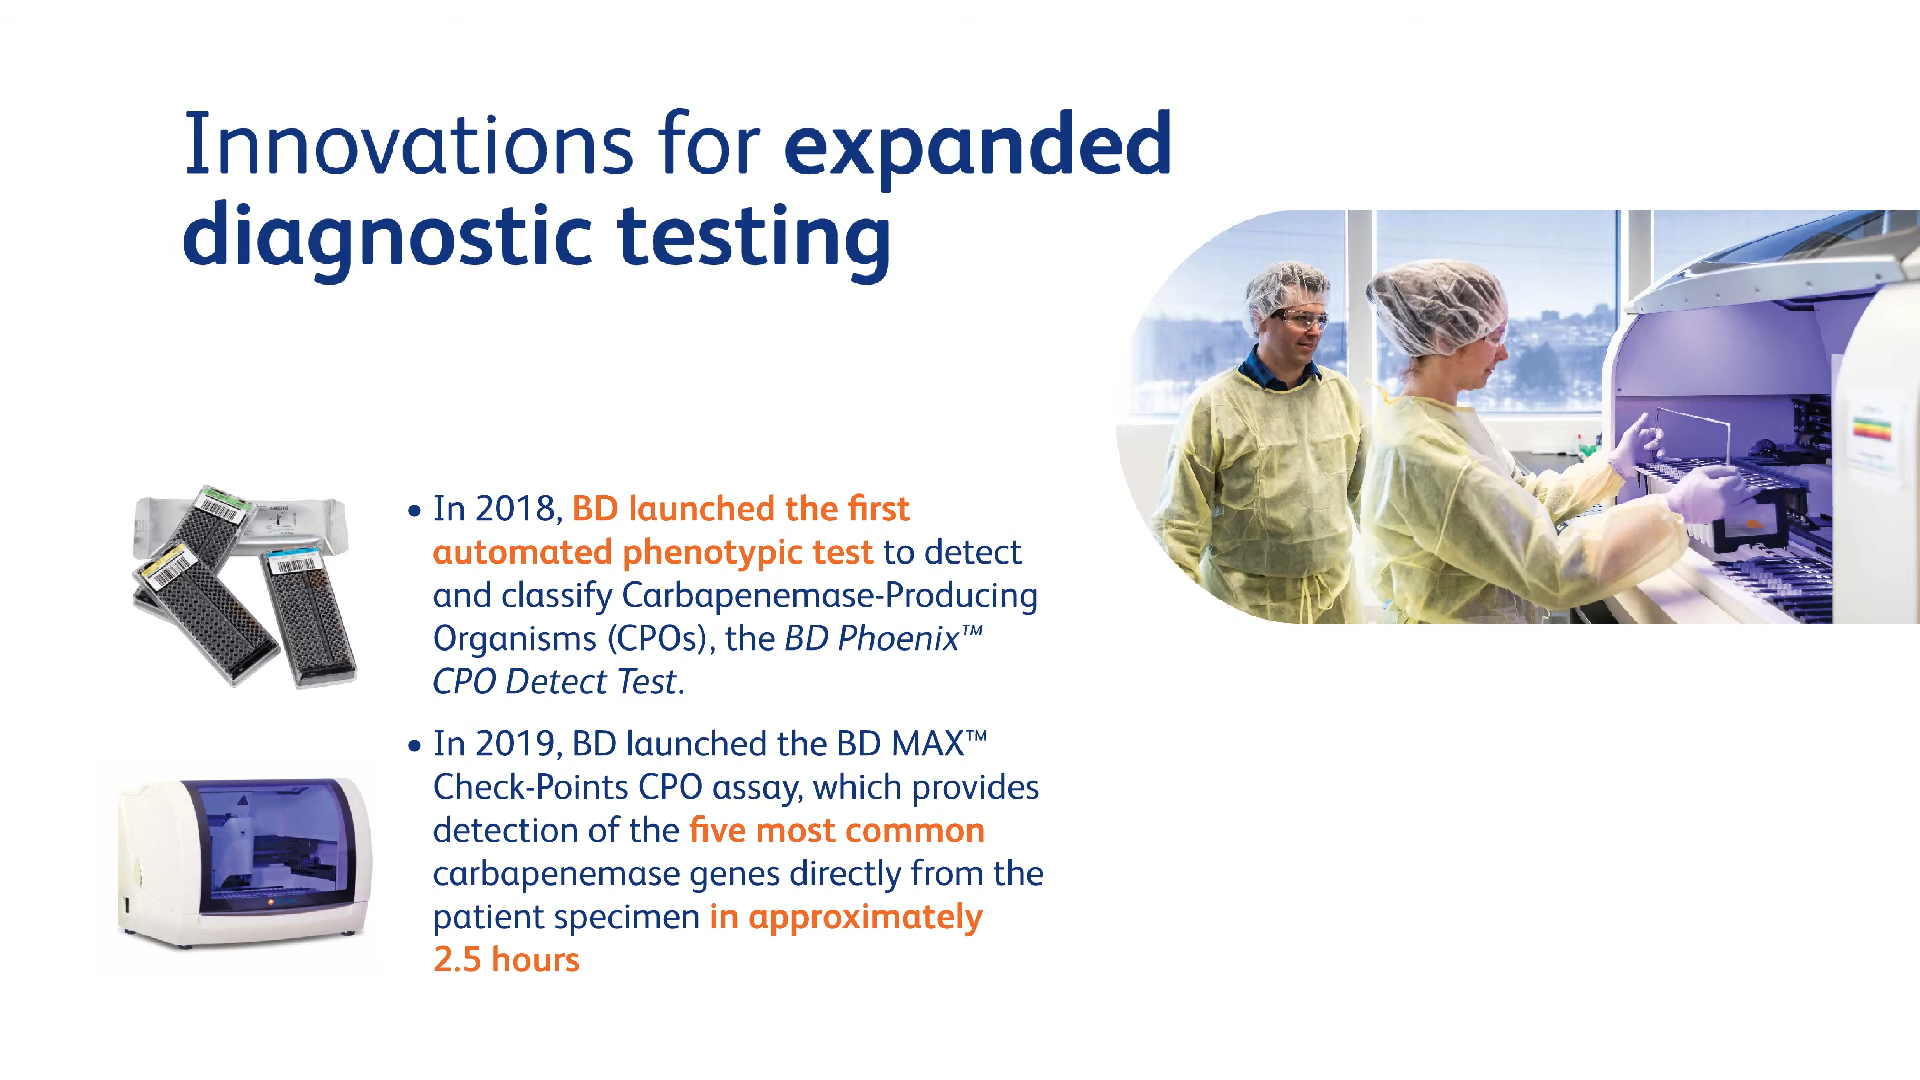 Innovations for expanded
diagnostic testing
• In 2018, BD launched the first
automated phenotypic test to detect
and classify Carbapenemase-Producing
Organisms (CPOs), the BD Phoenix™
CPO Detect Test.
• In 2019, BD launched the BD MAX™
Check-Points CPO assay, which provides
detection of the five most common
carbapenemase genes directly from the
patient specimen in approximately
2.5 hours